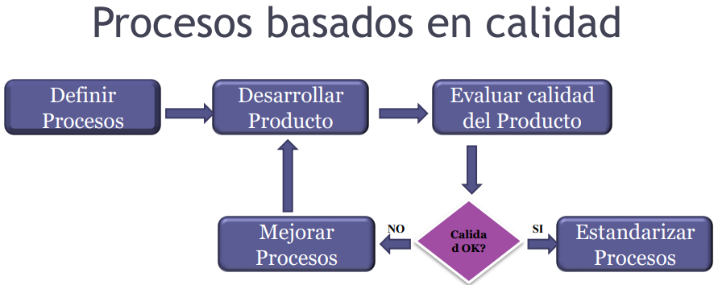 Procesos basados en calidad
Definir
Procesos
Desarrollar
Producto
Evaluar calidad
del Producto
Mejorar
Procesos
NO
Calida
d OK?
SI
Estandarizar
Procesos